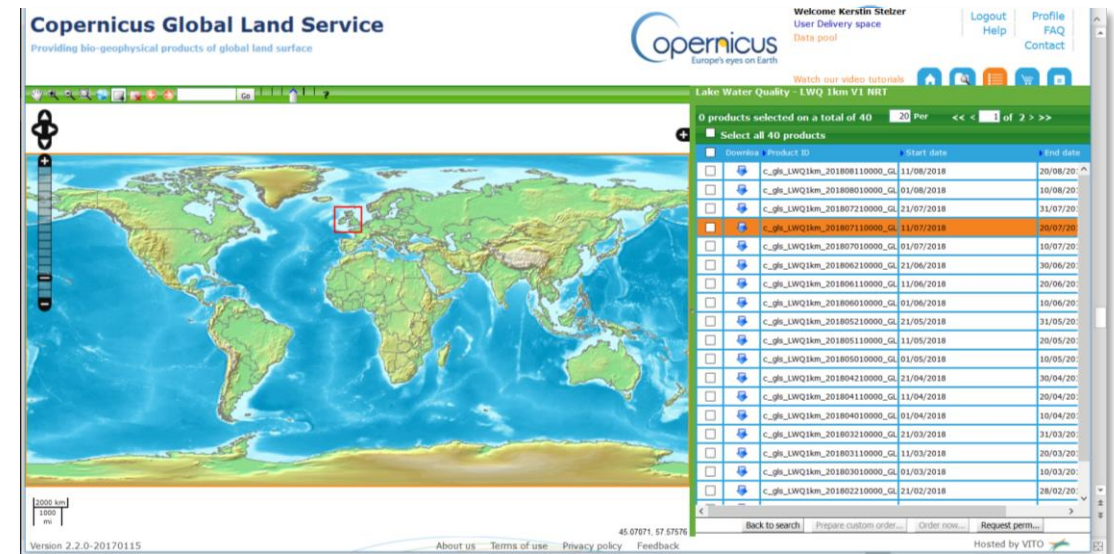 Copernicus Global Land Service
Providing bio-geophysical products of global land surface
opernicus
Europe's eyes on Earth
Welcome Kerstin Stelzer
User Delivery space
Data pool
Watch our video tutorials
Logout Profile
Help FAQ
Contact
Go
?
Lake Water Quality - LWQ 1km V1 NRT
0 products selected on a total of 40 20 Per << < 1 of 2 > >>
Select all 40 products
Downloa Product ID Start date End date
c_gls_LWQ1km_201808110000_GL 11/08/2018 20/08/20
c_gls_LWQ1km_201808010000_GL 01/08/2018 10/08/20
c_gls_LWQ1km_201807210000_GL 21/07/2018 31/07/20
c_gls_LWQ1km_201807110000_GL 11/07/2018 20/07/20
c_gls_LWQ1km_201807010000_GL 01/07/2018 10/07/20
c_gls_LWQ1km_201806210000_GL 21/06/2018 30/06/20
c_gls_LWQ1km_201806110000_GL 11/06/2018 20/06/20
c_gls_LWQ1km_201806010000_GL 01/06/2018 10/06/20
c_gls_LWQ1km_201805210000_GL 21/05/2018 31/05/20
c_gls_LWQ1km_201805110000_GL 11/05/2018 20/05/20
c_gls_LWQ1km_201805010000_GL 01/05/2018 10/05/20
c_gls_LWQ1km_201804210000_GL 21/04/2018 30/04/20
c_gls_LWQ1km_201804110000_GL 11/04/2018 20/04/20
c_gls_LWQ1km_201804010000_GL 01/04/2018 10/04/20
c_gls_LWQ1km_201803210000_GL 21/03/2018 31/03/20
c_gls_LWQ1km_201803110000_GL 11/03/2018 20/03/20
c_gls_LWQ1km_201803010000_GL 01/03/2018 10/03/20
c_gls_LWQ1km_201802210000_GL 21/02/2018 28/02/20
2000 km
1000
mi
45.07071, 57.57576
Back to search Prepare custom order... Order now... Request perm...
Version 2.2.0-20170115 About us Terms of use Privacy policy Feedback Hosted by VITO